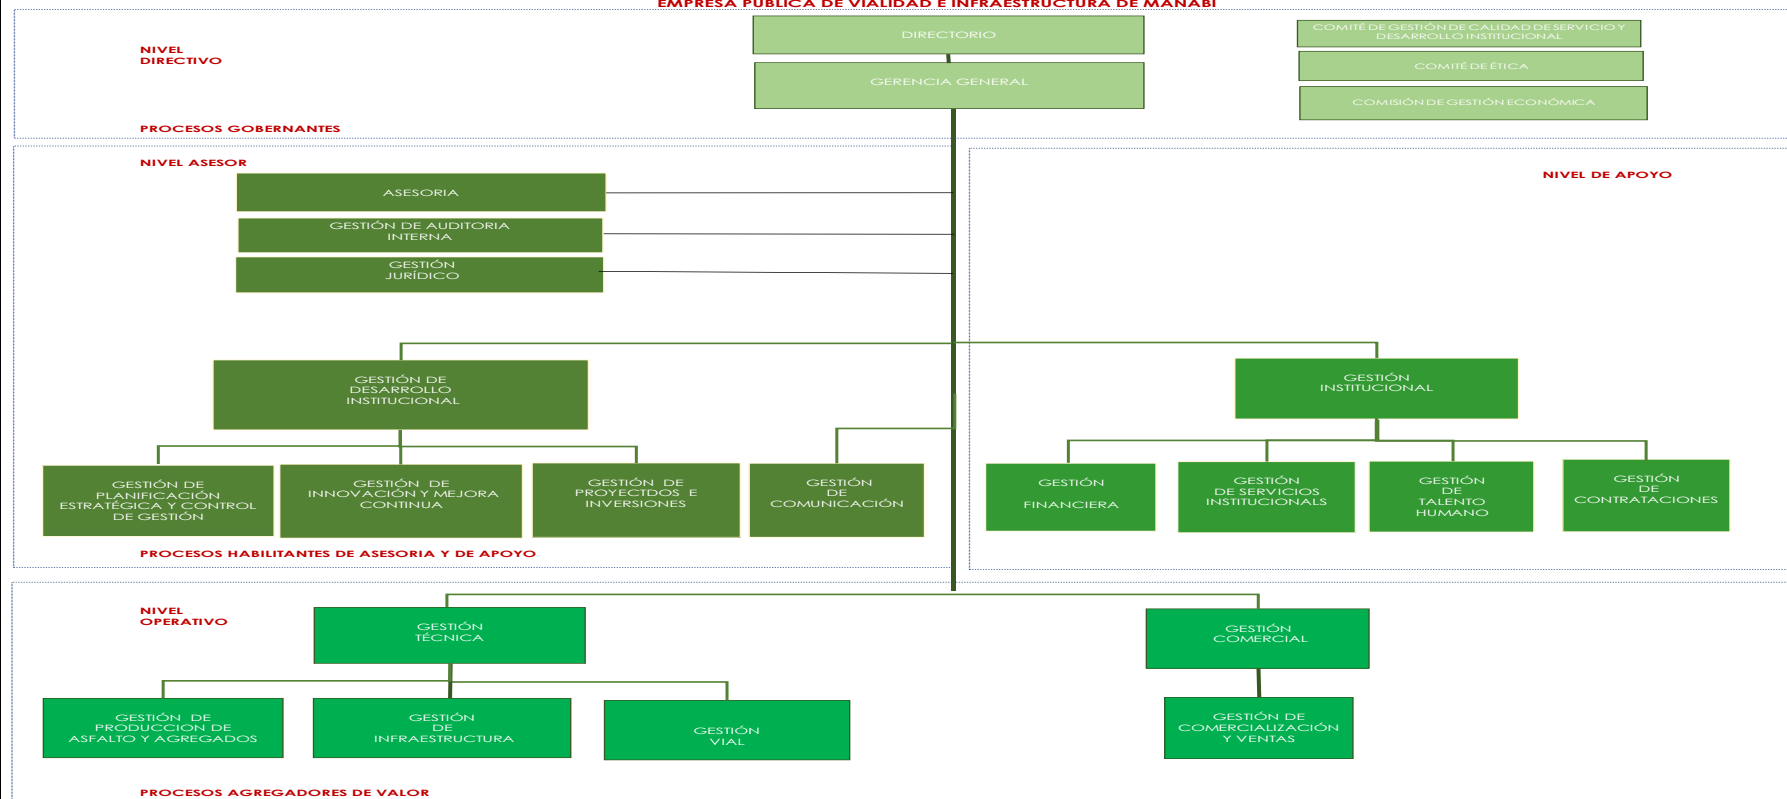 EMPRESA PÚBLICA DE VIALIDAD E INFRAESTRUCTURA DE MANABÍ
NIVEL
DIRECTIVO
DIRECTORIO
GERENCIA GENERAL
COMITÉ DE GESTIÓN DE CALIDAD DE SERVICIO Y
DESARROLLO INSTITUCIONAL
COMITÉ DE ÉTICA
COMISIÓN DE GESTIÓN ECONÓMICA
PROCESOS GOBERNANTES
NIVEL ASESOR
NIVEL DE APOYO
ASESORIA
GESTIÓN DE AUDITORIA
INTERNA
GESTIÓN
JURÍDICO
GESTIÓN DE
DESARROLLO
INSTITUCIONAL
GESTIÓN
INSTITUCIONAL
GESTIÓN DE
PLANIFICACIÓN
ESTRATÉGICA Y CONTROL
DE GESTIÓN
GESTIÓN DE
INNOVACIÓN Y MEJORA
CONTINUA
GESTIÓN DE
PROYECTDOS E
INVERSIONES
GESTIÓN
DE
COMUNICACIÓN
GESTIÓN
FINANCIERA
GESTIÓN
DE SERVICIOS
INSTITUCIONALS
GESTIÓN
DE
TALENTO
HUMANO
GESTIÓN
DE
CONTRATACIONES
PROCESOS HABILITANTES DE ASESORIA Y DE APOYO
NIVEL
OPERATIVO
GESTIÓN
TÉCNICA
GESTIÓN
COMERCIAL
GESTIÓN DE
PRODUCCION DE
ASFALTO Y AGREGADOS
GESTIÓN
DE
INFRAESTRUCTURA
GESTIÓN
VIAL
GESTIÓN DE
COMERCIALIZACIÓN
Y VENTAS
PROCESOS AGREGADORES DE VALOR